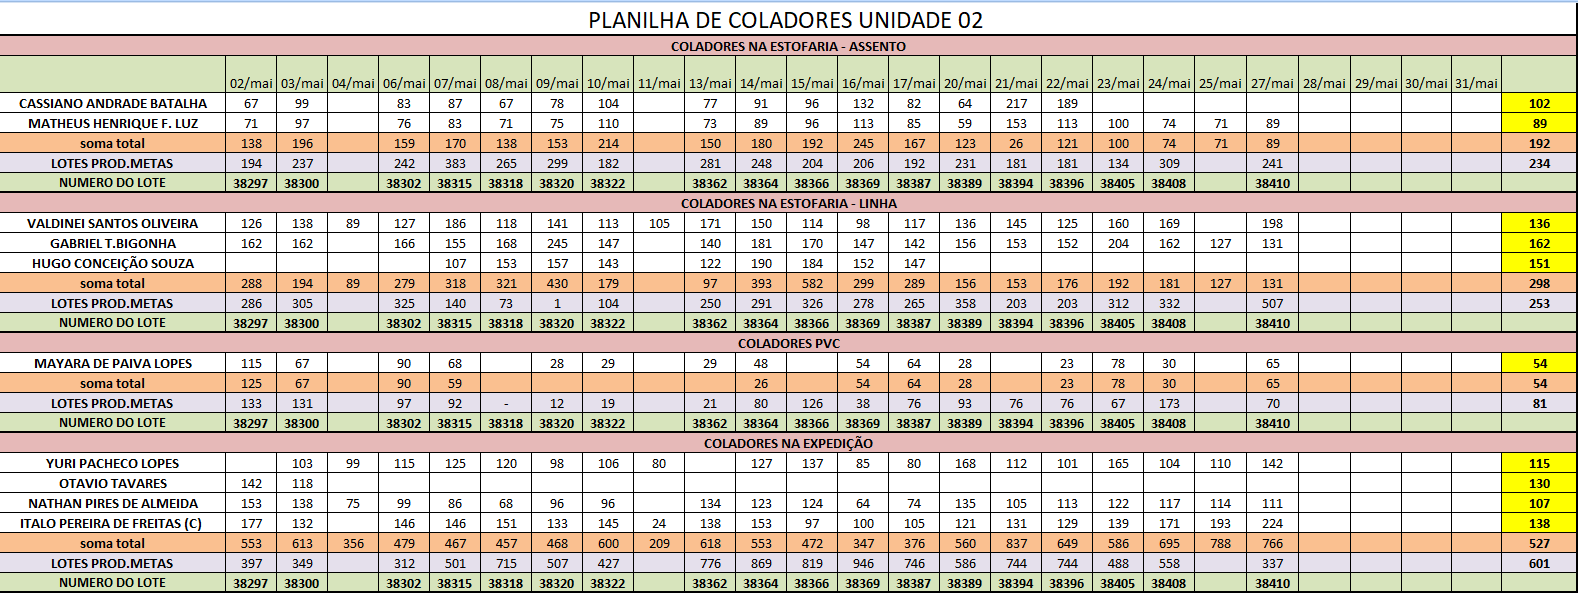 PLANILHA DE COLADORES UNIDADE 02
COLADORES NA ESTOFARIA - ASSENTO
02/mai 03/mai 04/mai 06/mai 07/mai 08/mai 09/mai 10/mai 11/mai 13/mai 14/mai 15/mai 16/mai 17/mai 20/mai 21/mai 22/mai 23/mai 24/mai 25/mai 27/mai 28/mai 29/mai 30/mai 31/mai
CASSIANO ANDRADE BATALHA 67 99 83 87 67 78 104 77 91 96 132 82 64 217 189 102
MATHEUS HENRIQUE F. LUZ 71 97 76 83 71 75 110 73 89 96 113 85 59 153 113 100 74 71 89 89
soma total 138 196 159 170 138 153 214 150 180 192 245 167 123 26 121 100 74 71 89 192
LOTES PROD.METAS 194 237 242 383 265 299 182 281 248 204 206 192 231 181 181 134 309 241 234
NUMERO DO LOTE 38297 38300 38302 38315 38318 38320 38322 38362 38364 38366 38369 38387 38389 38394 38396 38405 38408 38410
COLADORES NA ESTOFARIA - LINHA
VALDINEI SANTOS OLIVEIRA 126 138 89 127 186 118 141 113 105 171 150 114 98 117 136 145 125 160 169 198 136
GABRIEL T.BIGONHA 162 162 166 155 168 245 147 140 181 170 147 142 156 153 152 204 162 127 131 162
HUGO CONCEIÇÃO SOUZA 107 153 157 143 122 190 184 152 147 151
soma total 288 194 89 279 318 321 430 179 97 393 582 299 289 156 153 176 192 181 127 131 298
LOTES PROD.METAS 286 305 325 140 73 1 104 250 291 326 278 265 358 203 203 312 332 507 253
NUMERO DO LOTE 38297 38300 38302 38315 38318 38320 38322 38362 38364 38366 38369 38387 38389 38394 38396 38405 38408 38410
COLADORES PVC
MAYARA DE PAIVA LOPES 115 67 90 68 28 29 29 48 54 64 28 23 78 30 65 54
soma total 125 67 90 59 26 54 64 28 23 78 30 65 54
LOTES PROD.METAS 133 131 97 92 - 12 19 21 80 126 38 76 93 76 76 67 173 70 81
NUMERO DO LOTE 38297 38300 38302 38315 38318 38320 38322 38362 38364 38366 38369 38387 38389 38394 38396 38405 38408 38410
COLADORES NA EXPEDIÇÃO
YURI PACHECO LOPES 103 99 115 125 120 98 106 80 127 137 85 80 168 112 101 165 104 110 142 115
OTAVIO TAVARES 142 118 130
NATHAN PIRES DE ALMEIDA 153 138 75 99 86 68 96 96 134 123 124 64 74 135 105 113 122 117 114 111 107
ITALO PEREIRA DE FREITAS (C) 177 132 146 146 151 133 145 24 138 153 97 100 105 121 131 129 139 171 193 224 138
soma total 553 613 356 479 467 457 468 600 209 618 553 472 347 376 560 837 649 586 695 788 766 527
LOTES PROD.METAS 397 349 312 501 715 507 427 776 869 819 946 746 586 744 744 488 558 337 601
NUMERO DO LOTE 38297 38300 38302 38315 38318 38320 38322 38362 38364 38366 38369 38387 38389 38394 38396 38405 38408 38410